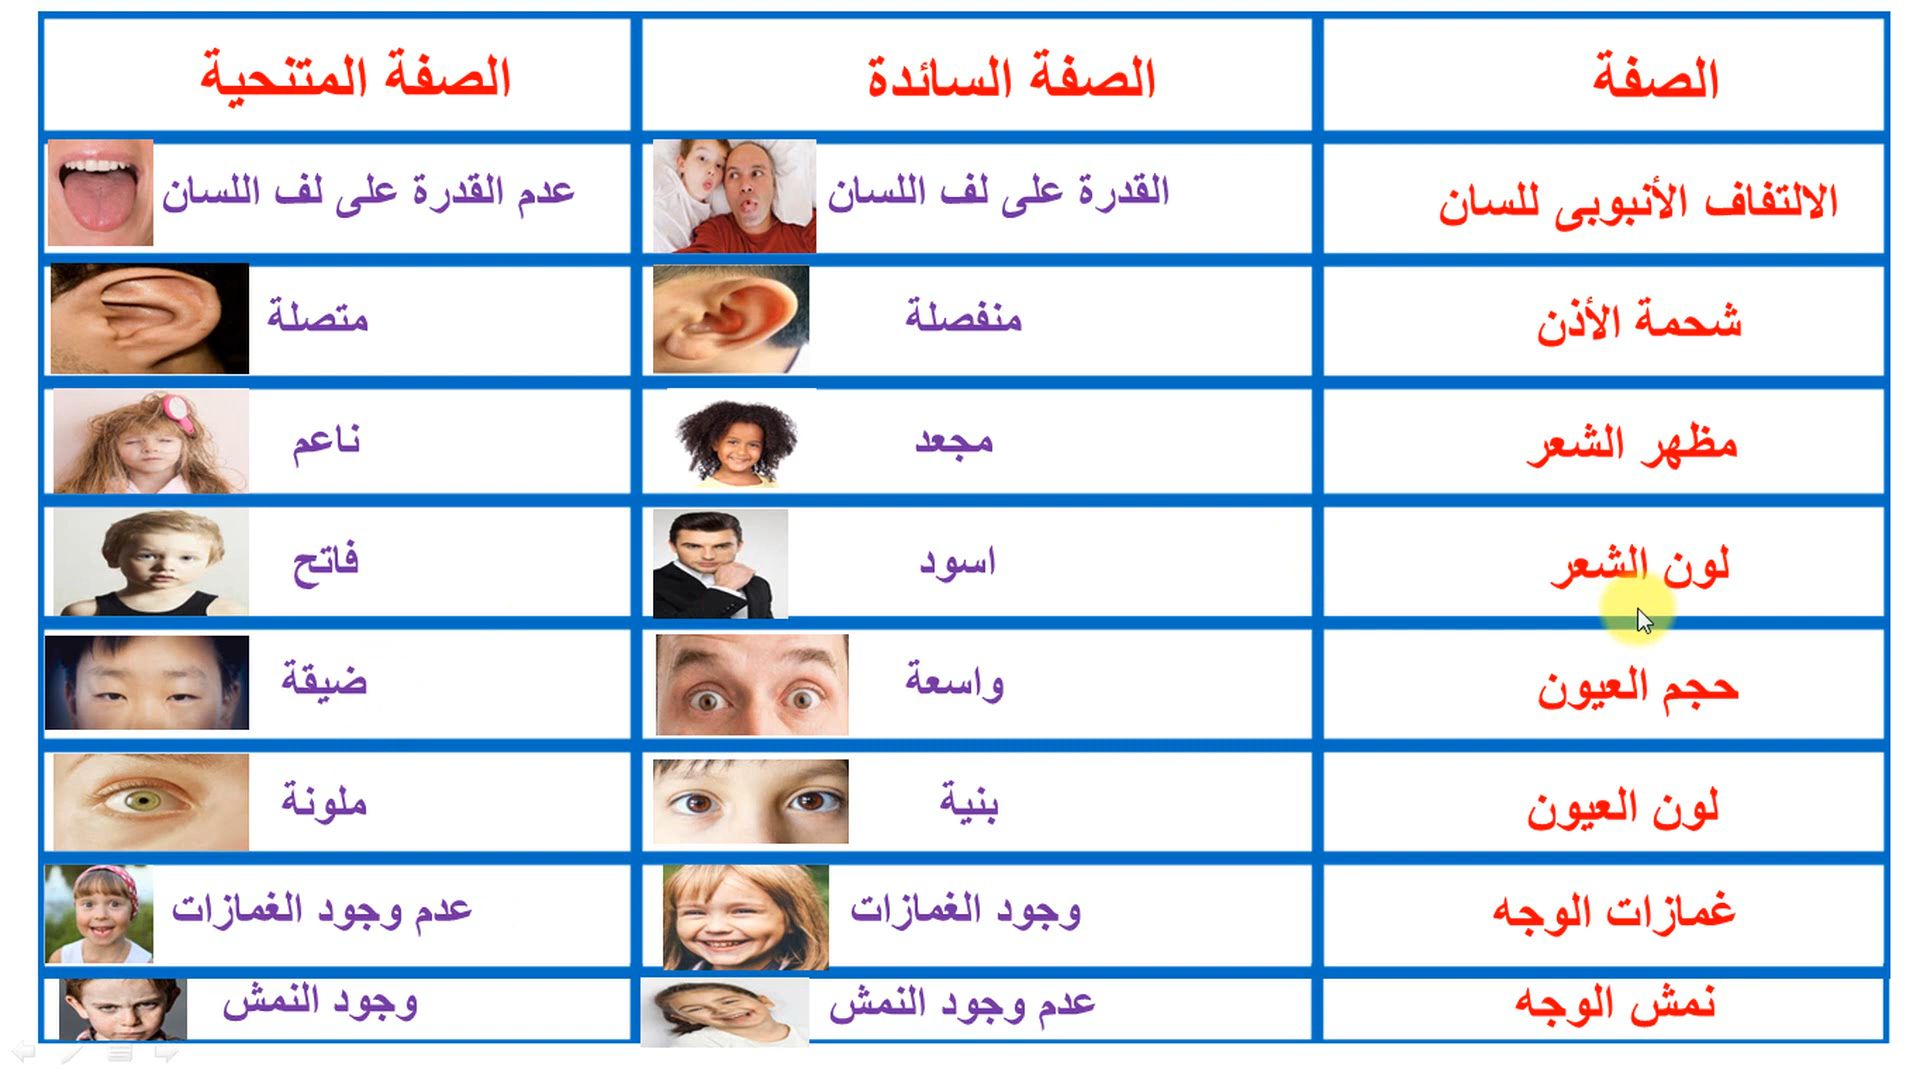 الصفة الصفة السائدة الصفة المتنحية
الالتفاف الأنبوبى للسان القدرة على لف اللسان عدم القدرة على لف اللسان
شحمة الأذن منفصلة متصلة
مظهر الشعر مجعد ناعم
لون الشعر اسود فاتح
حجم العيون واسعة ضيقة
لون العيون بنية ملونة
غمازات الوجه وجود الغمازات عدم وجود الغمازات
نمش الوجه عدم وجود النمش وجود النمش